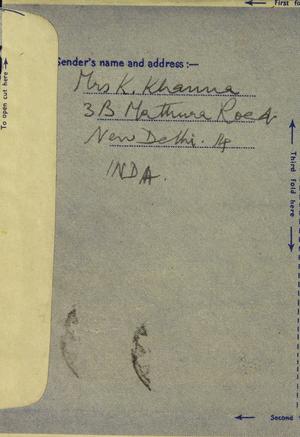 First fo
To open cut here
Sender's name and address :—
Mrs K. Khanna
3B Mathura Road
New Delhi. 14
INDIA.
Third fold here
Second